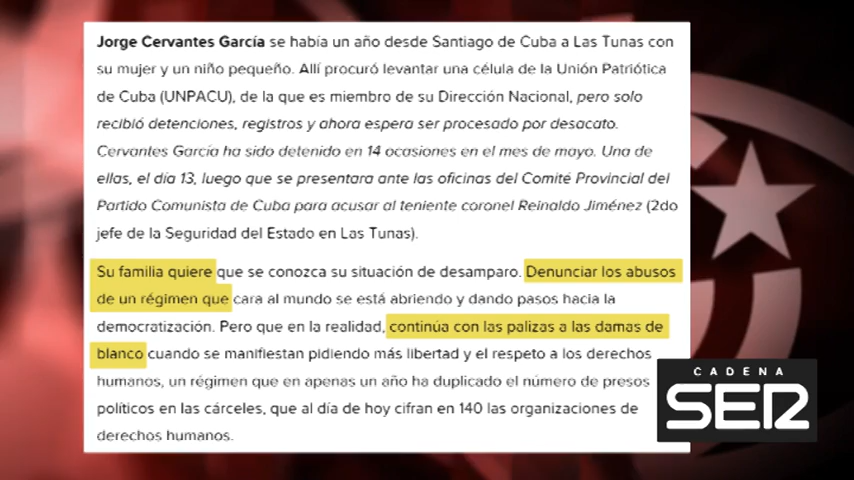 Jorge Cervantes García se había un año desde Santiago de Cuba a Las Tunas con
su mujer y un niño pequeño. Allí procuró levantar una célula de la Unión Patriótica
de Cuba (UNPACU), de la que es miembro de su Dirección Nacional, pero solo
recibió detenciones, registros y ahora espera ser procesado por desacato.
Cervantes García ha sido detenido en 14 ocasiones en el mes de mayo. Una de
ellas, el día 13, luego que se presentara ante las oficinas del Comité Provincial del
Partido Comunista de Cuba para acusar al teniente coronel Reinaldo Jiménez (2do
jefe de la Seguridad del Estado en Las Tunas).
Su familia quiere que se conozca su situación de desamparo. Denunciar los abusos
de un régimen que cara al mundo se está abriendo y dando pasos hacia la
democratización. Pero que en la realidad, continúa con las palizas a las damas de
blanco cuando se manifiestan pidiendo más libertad y el respeto a los derechos
humanos, un régimen que en apenas un año ha duplicado el número de presos
políticos en las cárceles, que al día de hoy cifran en 140 las organizaciones de
derechos humanos.
CADENA
SER